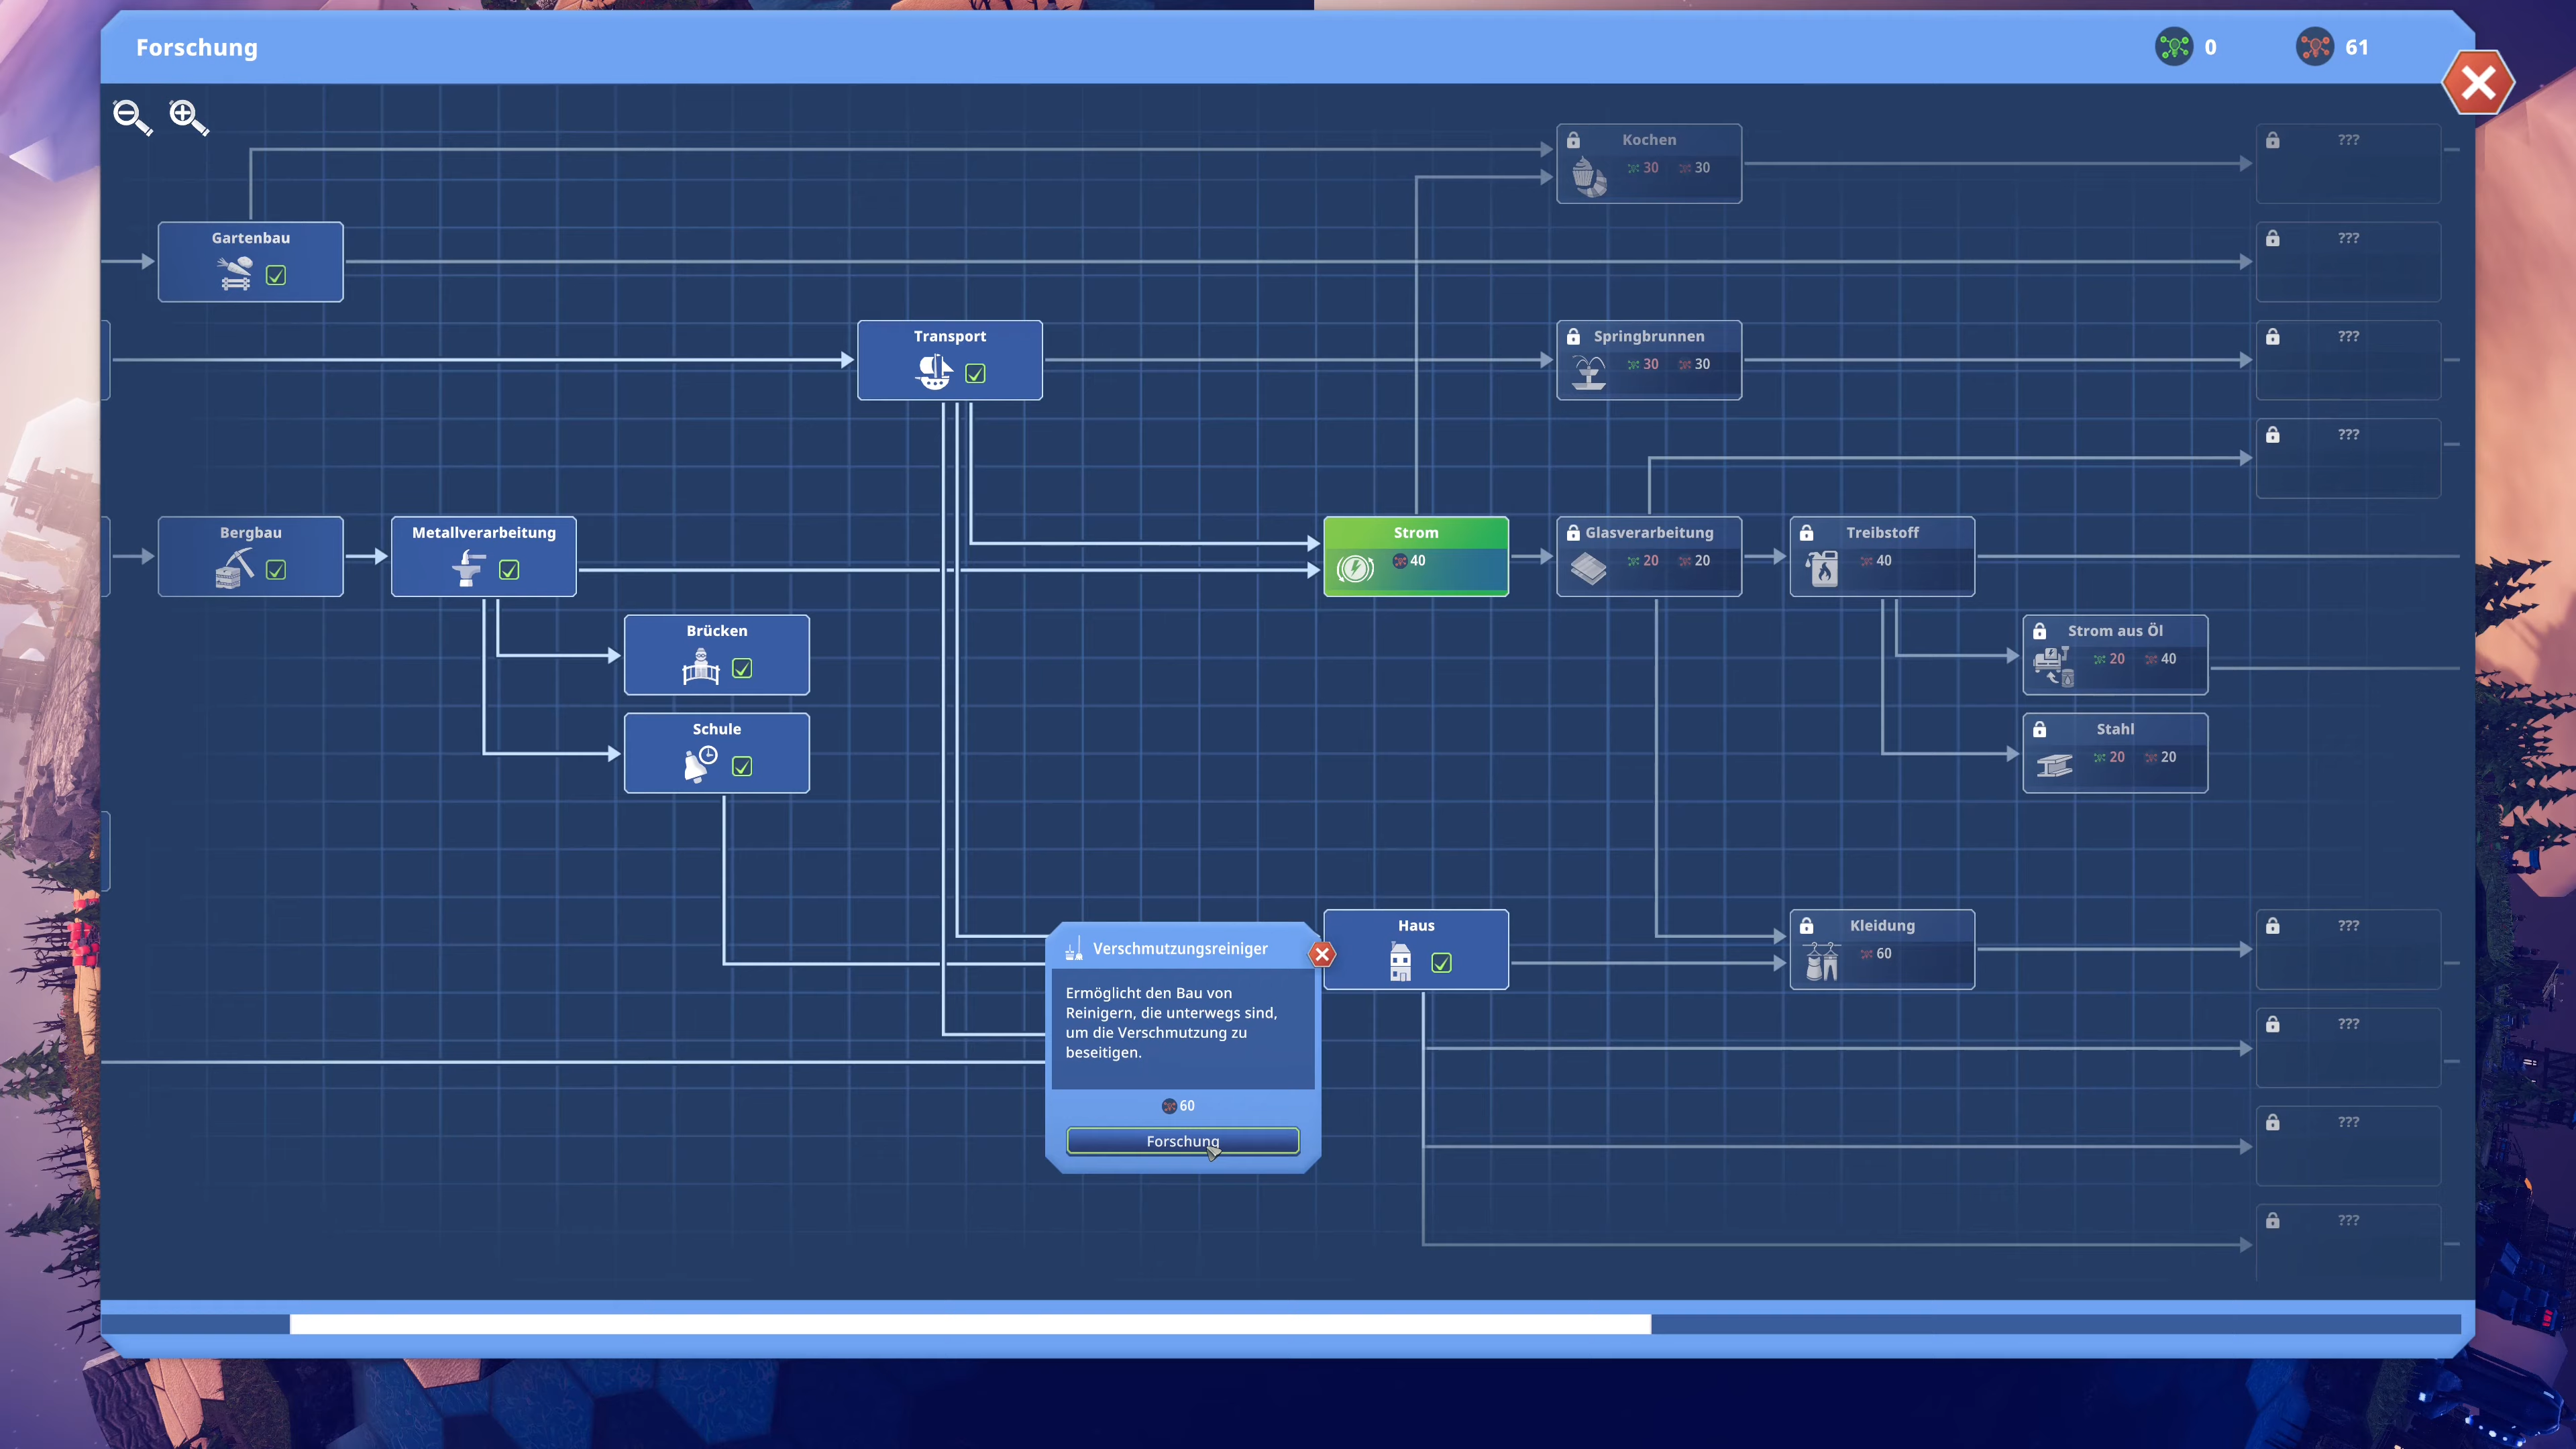 Forschung
0
61
Kochen
30 30
???
Gartenbau
???
Transport
Springbrunnen
30 30
???
???
Bergbau
Metallverarbeitung
Strom
40
Glasverarbeitung
20 20
Treibstoff
40
Brücken
Strom aus Öl
20 40
Schule
Stahl
20 20
Haus
Kleidung
60
???
Verschmutzungsreiniger
Ermöglicht den Bau von
Reinigern, die unterwegs sind,
um die Verschmutzung zu
beseitigen.
60
Forschung
???
???
???